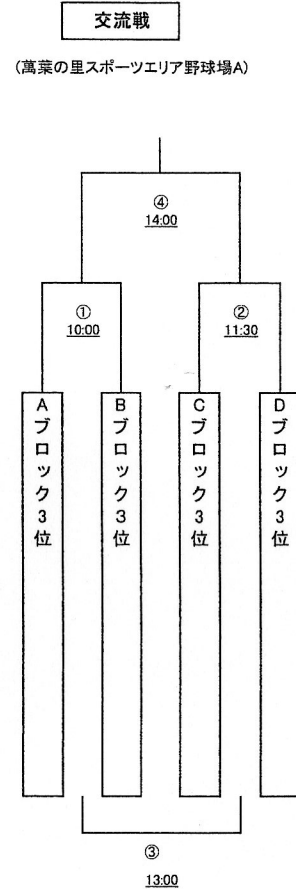 交流戦
(萬葉の里スポーツエリア野球場A)
④
14:00
①
10:00
②
11:30
Aブロック3位
Bブロック3位
Cブロック3位
Dブロック3位
③
13:00